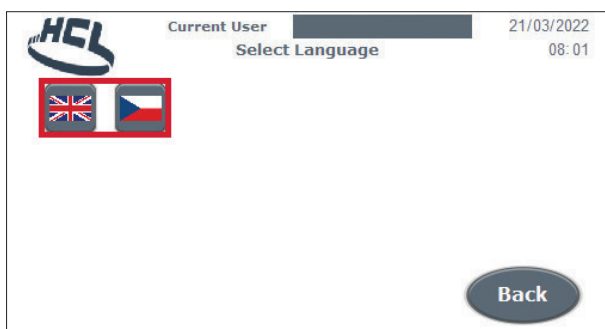 HCL
Current User
21/03/2022
Select Language
08:01
Back